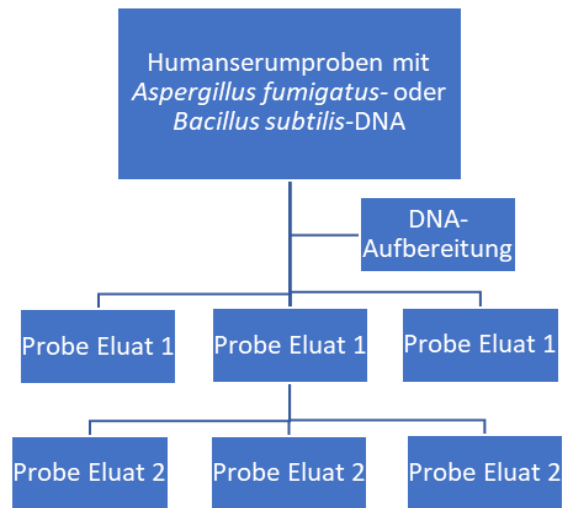 Humanserumproben mit
Aspergillus fumigatus- oder
Bacillus subtilis-DNA
DNA-
Aufbereitung
Probe Eluat 1
Probe Eluat 1
Probe Eluat 1
Probe Eluat 2
Probe Eluat 2
Probe Eluat 2